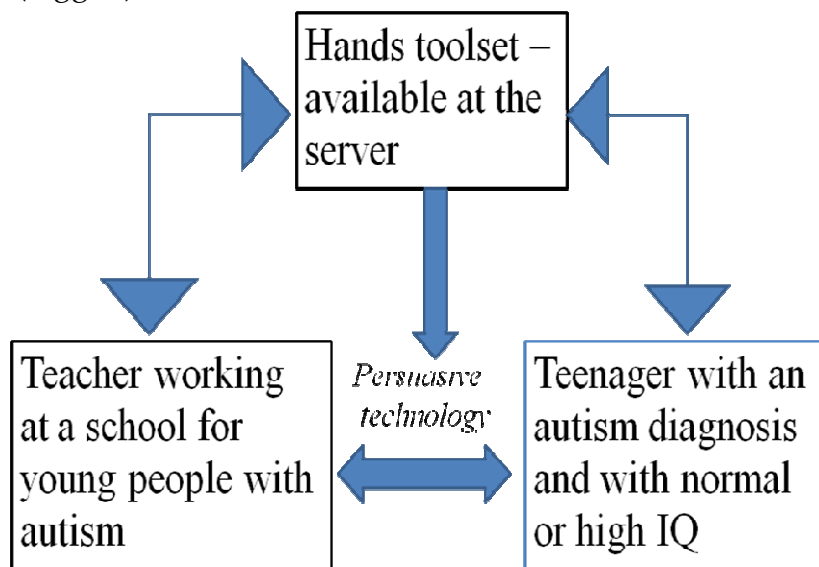 Hands toolset –
available at the
server
Persuasive
technology
Teacher working
at a school for
young people with
autism
Teenager with an
autism diagnosis
and with normal
or high IQ